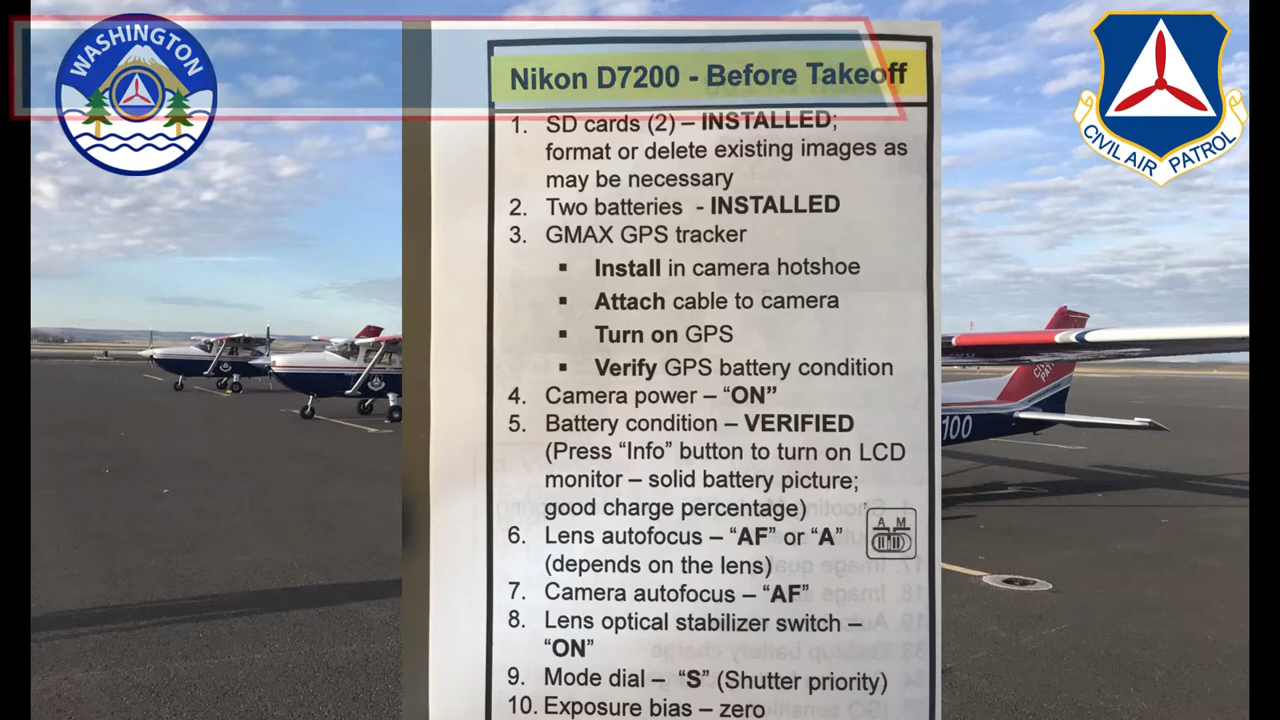 WASHINGTON
CIVIL AIR PATROL
Nikon D7200 - Before Takeoff
1. SD cards (2) – INSTALLED;
format or delete existing images as
may be necessary
2. Two batteries - INSTALLED
3. GMAX GPS tracker
▪ Install in camera hotshoe
▪ Attach cable to camera
▪ Turn on GPS
▪ Verify GPS battery condition
4. Camera power – “ON”
5. Battery condition – VERIFIED
(Press “Info” button to turn on LCD
monitor – solid battery picture;
good charge percentage)
A M
6. Lens autofocus – “AF” or “A”
(depends on the lens)
7. Camera autofocus – “AF”
8. Lens optical stabilizer switch –
“ON”
9. Mode dial – “S” (Shutter priority)
10. Exposure bias – zero
100